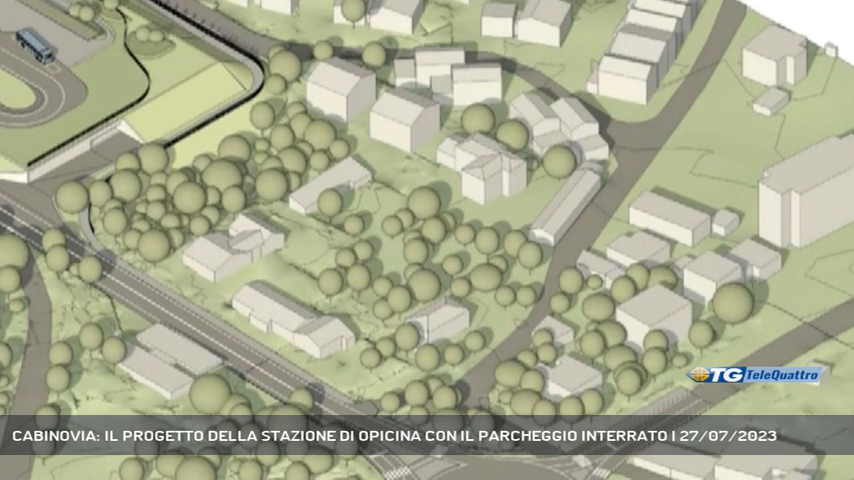 TG TeleQuattro
CABINOVIA: IL PROGETTO DELLA STAZIONE DI OPICINA CON IL PARCHEGGIO INTERRATO | 27/07/2023